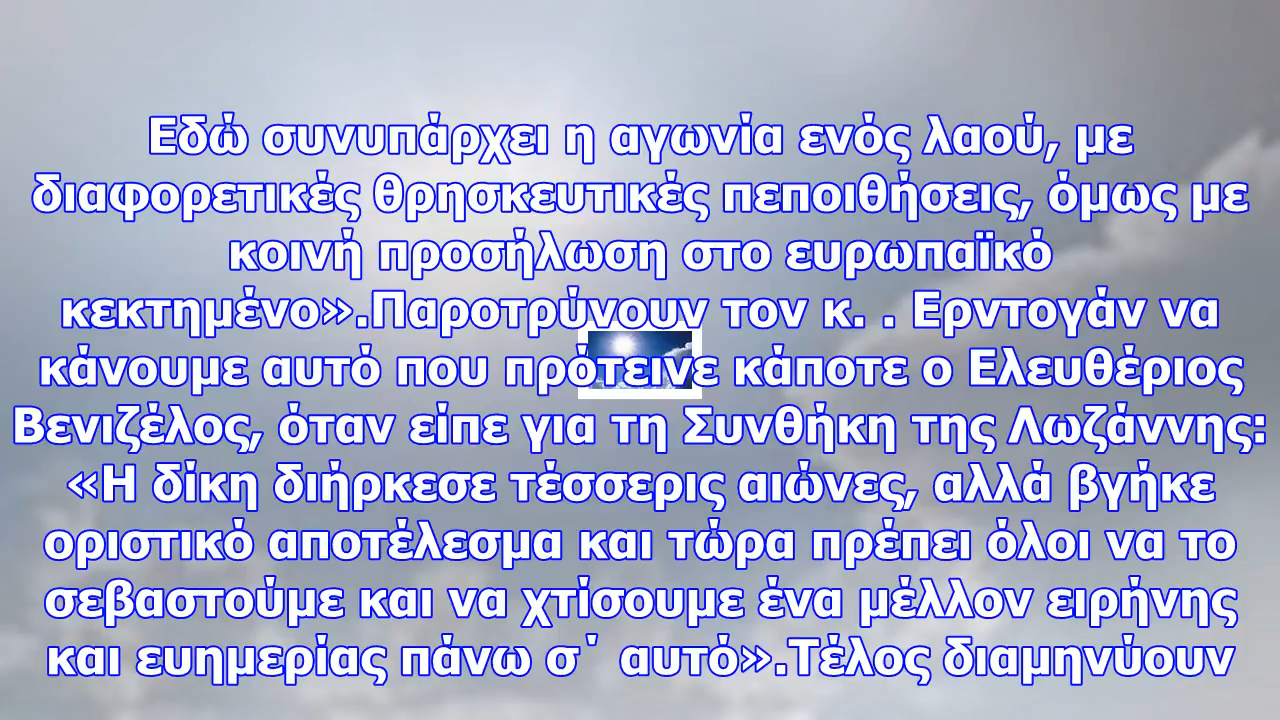 Εδώ συνυπάρχει η αγωνία ενός λαού, με
διαφορετικές θρησκευτικές πεποιθήσεις, όμως με
κοινή προσήλωση στο ευρωπαϊκό
κεκτημένο».Παροτρύνουν τον κ. . Ερντογάν να
κάνουμε αυτό που πρότεινε κάποτε ο Ελευθέριος
Βενιζέλος, όταν είπε για τη Συνθήκη της Λωζάννης:
«Η δίκη διήρκεσε τέσσερις αιώνες, αλλά βγήκε
οριστικό αποτέλεσμα και τώρα πρέπει όλοι να το
σεβαστούμε και να χτίσουμε ένα μέλλον ειρήνης
και ευημερίας πάνω σ΄ αυτό».Τέλος διαμηνύουν